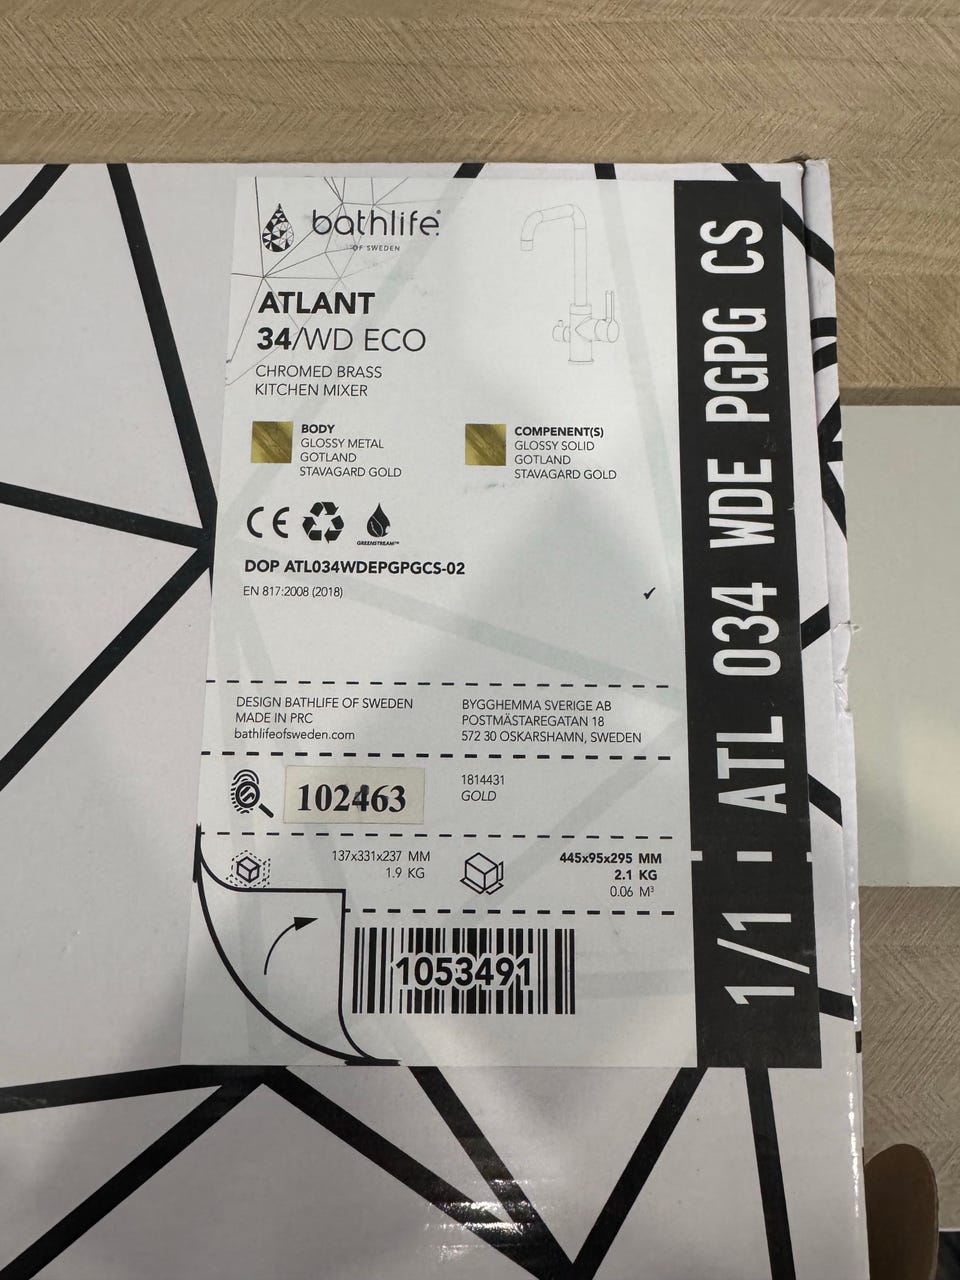 bathlife
OF SWEDEN
ATLANT
34/WD ECO
CHROMED BRASS
KITCHEN MIXER
BODY
GLOSSY METAL
GOTLAND
STAVAGARD GOLD
COMPENENT(S)
GLOSSY SOLID
GOTLAND
STAVAGARD GOLD
CE
GREENSTREAM™
DOP ATL034WDEPGPGCS-02
EN 817:2008 (2018)
DESIGN BATHLIFE OF SWEDEN
MADE IN PRC
bathlifeofsweden.com
BYGGHEMMA SVERIGE AB
POSTMÄSTAREGATAN 18
572 30 OSKARSHAMN, SWEDEN
102463
1814431
GOLD
137x331x237 MM
1.9 KG
445x95x295 MM
2.1 KG
0.06 M³
1053491
1/1 ATL 034 WDE PGPG CS